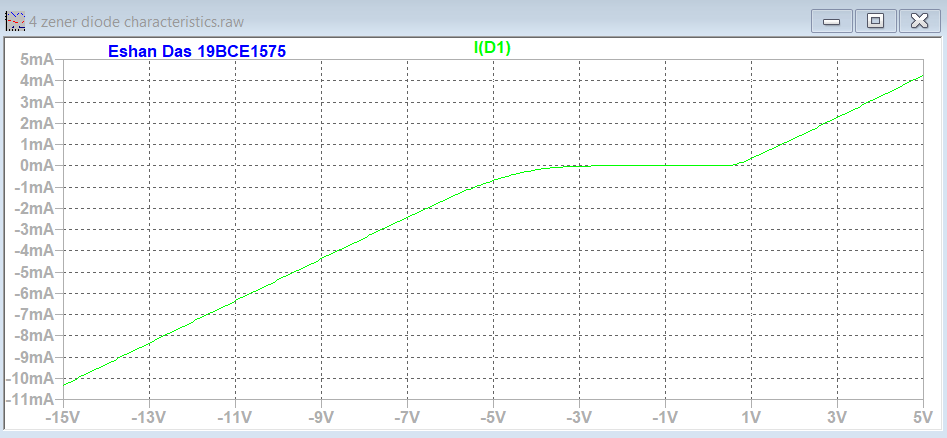 4 zener diode characteristics.raw
Eshan Das 19BCE1575
I(D1)
5mA
4mA
3mA
2mA
1mA
0mA
-1mA
-2mA
-3mA
-4mA
-5mA
-6mA
-7mA
-8mA
-9mA
-10mA
-11mA
-15V -13V -11V -9V -7V -5V -3V -1V 1V 3V 5V